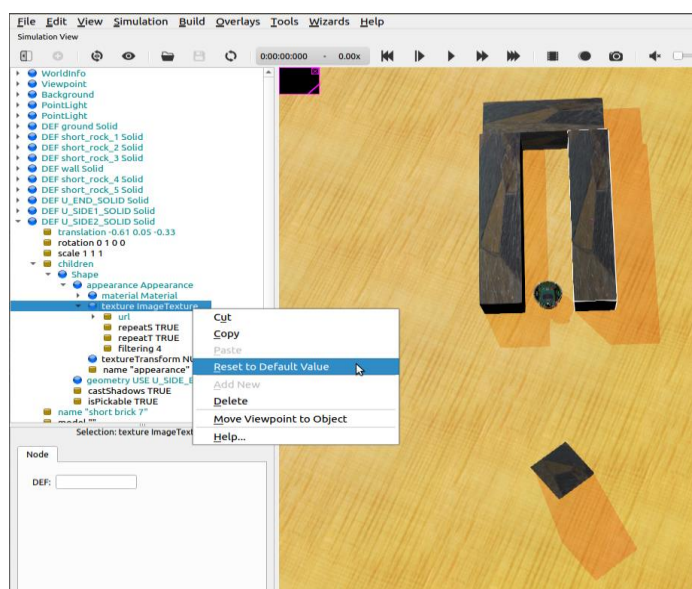 File Edit View Simulation Build Overlays Tools Wizards Help
Simulation View
0:00:00:000 - 0.00x
WorldInfo
Viewpoint
Background
PointLight
PointLight
DEF ground Solid
DEF short_rock_1 Solid
DEF short_rock_2 Solid
DEF short_rock_3 Solid
DEF wall Solid
DEF short_rock_4 Solid
DEF short_rock_5 Solid
DEF U_END_SOLID Solid
DEF U_SIDE1_SOLID Solid
DEF U_SIDE2_SOLID Solid
translation -0.61 0.05 -0.33
rotation 0 1 0 0
scale 1 1 1
children
Shape
appearance Appearance
material Material
texture ImageTexture
url
repeatS TRUE
repeatT TRUE
filtering 4
textureTransform NU
name "appearance"
geometry USE U_SIDE_
castShadows TRUE
isPickable TRUE
name "short brick 7"
model ""
Cut
Copy
Paste
Reset to Default Value
Add New
Delete
Move Viewpoint to Object
Help...
Selection: texture ImageText
Node
DEF: